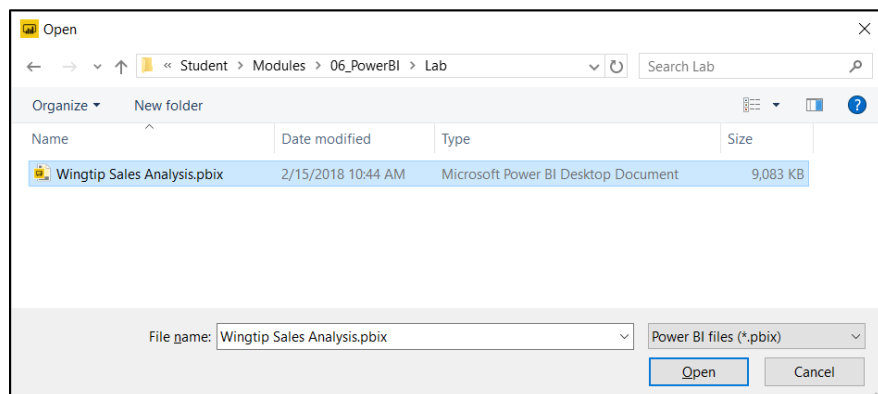 Open
« Student > Modules > 06_PowerBI > Lab
Search Lab
Organize New folder
?
Name Date modified Type Size
Wingtip Sales Analysis.pbix 2/15/2018 10:44 AM Microsoft Power BI Desktop Document 9,083 KB
File name: Wingtip Sales Analysis.pbix Power BI files (*.pbix)
Open Cancel